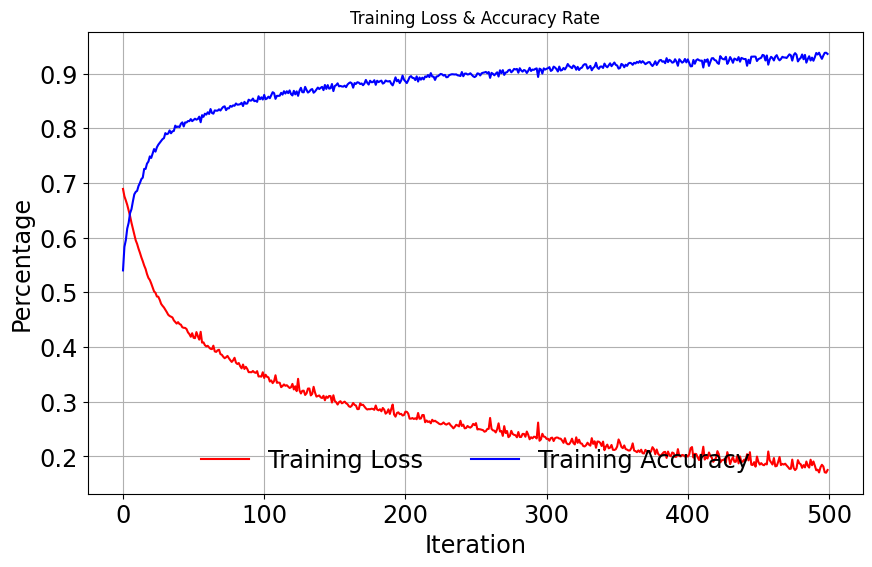 Training Loss & Accuracy Rate
0.9
0.8
0.7
0.6
0.5
0.4
0.3
0.2
Percentage
Training Loss
Training Accuracy
0 100 200 300 400 500
Iteration